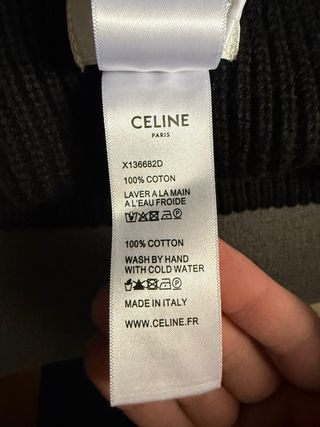 CELINE
PARIS
X136682D
100% COTON
LAVER A LA MAIN
A L'EAU FROIDE
100% COTTON
WASH BY HAND
WITH COLD WATER
MADE IN ITALY
WWW.CELINE.FR